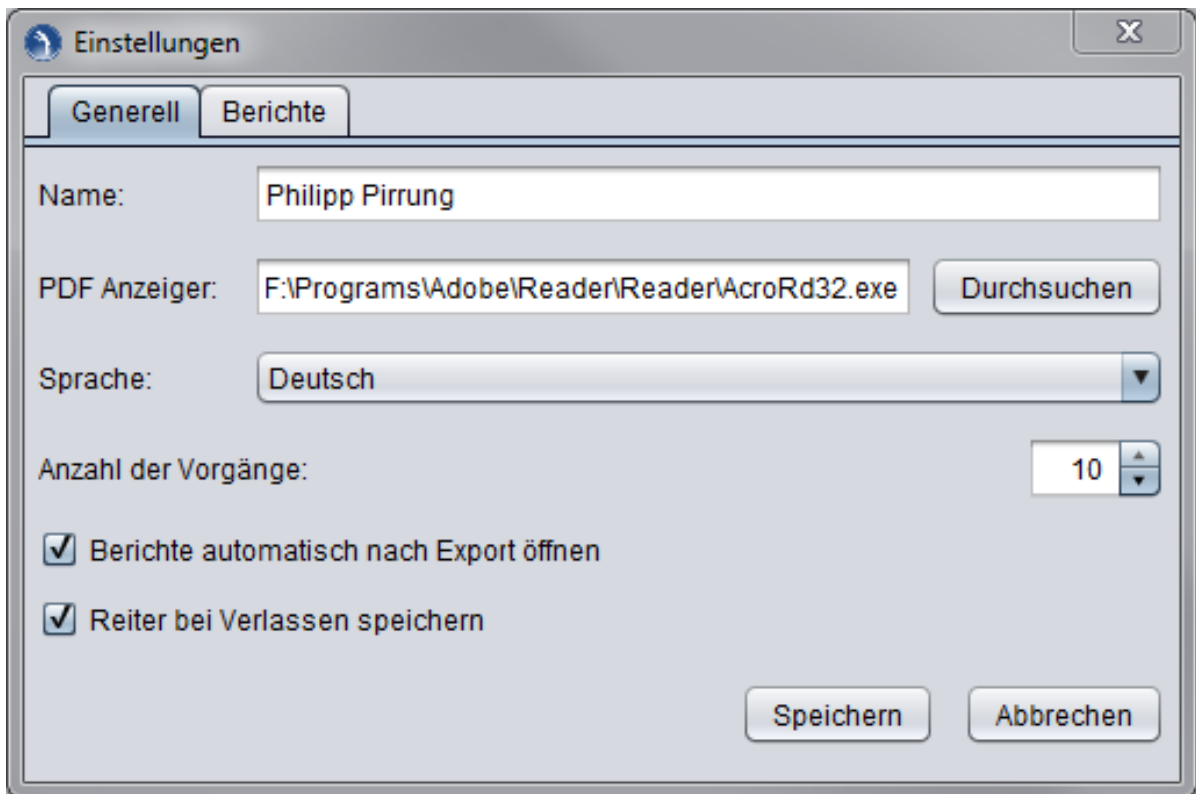 Einstellungen
Generell Berichte
Name: Philipp Pirrung
PDF Anzeiger: F:\Programs\Adobe\Reader\Reader\AcroRd32.exe Durchsuchen
Sprache: Deutsch
Anzahl der Vorgänge: 10
Berichte automatisch nach Export öffnen
Reiter bei Verlassen speichern
Speichern Abbrechen